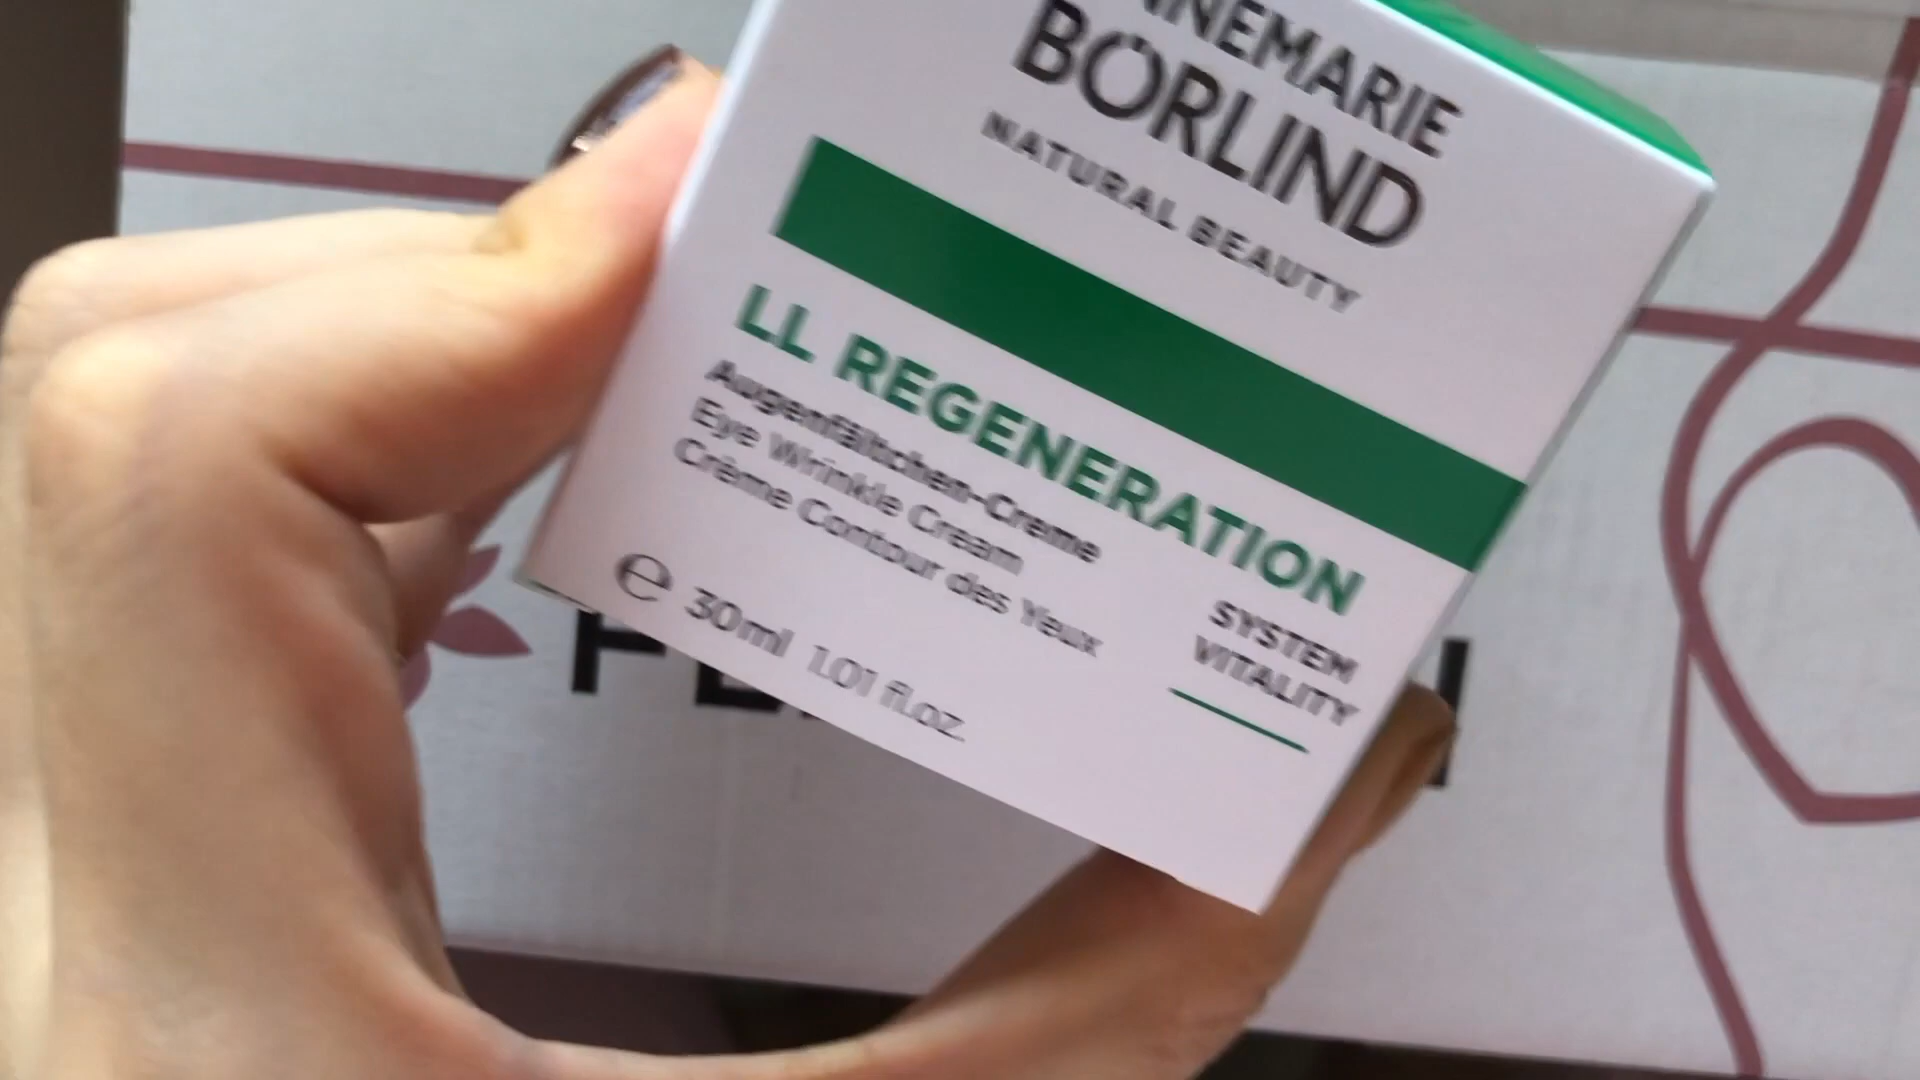 NNEMARIE
BÖRLIND
NATURAL BEAUTY
LL REGENERATION
Augenfältchen-Creme
Eye Wrinkle Cream
Crème Contour des Yeux
SYSTEM
VITALITY
℮ 30ml 1.01 fl.oz.